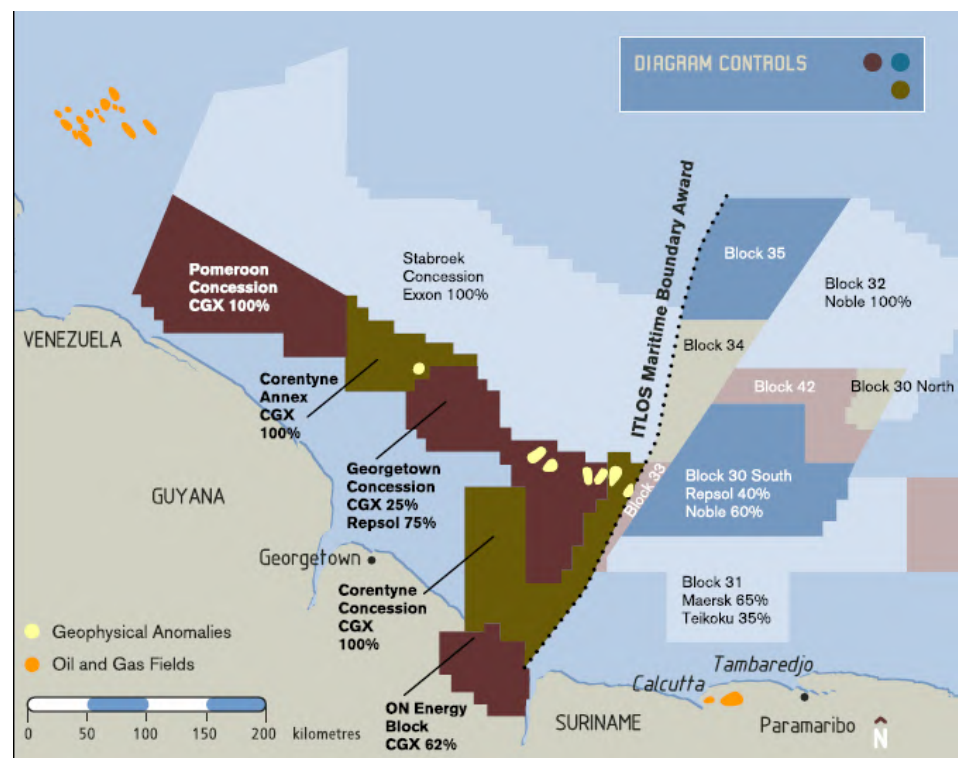 DIAGRAM CONTROLS
ITLOS Maritime Boundary Award
Block 35
Pomeroon
Concession
CGX 100%
Stabroek
Concession
Exxon 100%
Block 32
Noble 100%
VENEZUELA
Block 34
Corentyne
Annex
CGX
100%
Block 42
Block 30 North
Georgetown
Concession
CGX 25%
Repsol 75%
Block 33
Block 30 South
Repsol 40%
Noble 60%
GUYANA
Georgetown
Corentyne
Concession
CGX
100%
Block 31
Maersk 65%
Teikoku 35%
Geophysical Anomalies
Oil and Gas Fields
Tambaredjo
Calcutta
ON Energy
Block
CGX 62%
SURINAME
Paramaribo
N
0 50 100 150 200 kilometres